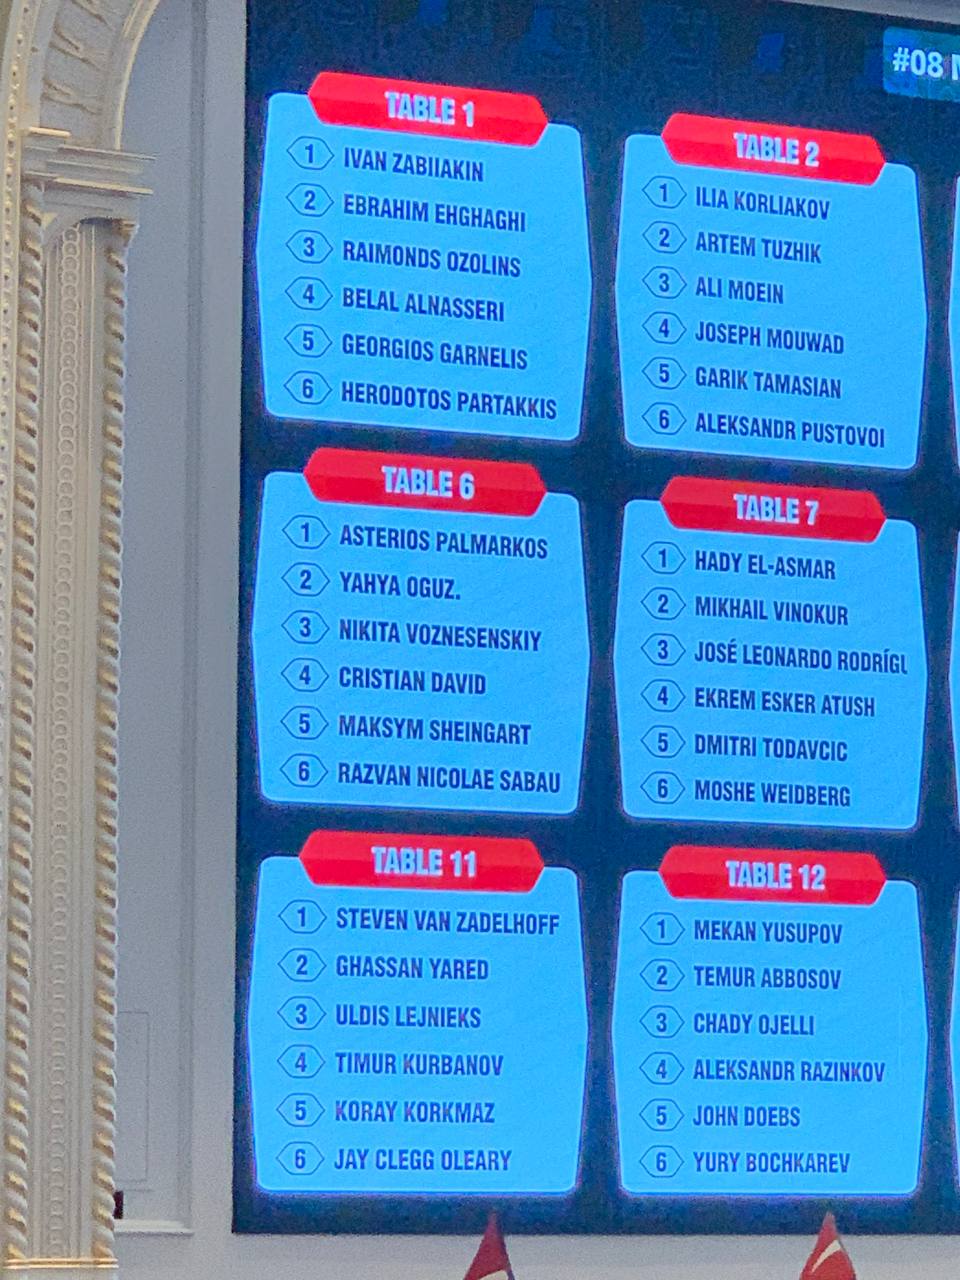 #08
TABLE 1
1 IVAN ZABIIAKIN
2 EBRAHIM EHGHAGHI
3 RAIMONDS OZOLINS
4 BELAL ALNASSERI
5 GEORGIOS GARNELIS
6 HERODOTOS PARTAKKIS
TABLE 2
1 ILIA KORLIAKOV
2 ARTEM TUZHIK
3 ALI MOEIN
4 JOSEPH MOUWAD
5 GARIK TAMASIAN
6 ALEKSANDR PUSTOVOI
TABLE 6
1 ASTERIOS PALMARKOS
2 YAHYA OGUZ.
3 NIKITA VOZNESENSKIY
4 CRISTIAN DAVID
5 MAKSYM SHEINGART
6 RAZVAN NICOLAE SABAU
TABLE 7
1 HADY EL-ASMAR
2 MIKHAIL VINOKUR
3 JOSÉ LEONARDO
4 EKREM ESKER ATUSH
5 DMITRI TODAVCIC
6 MOSHE WEIDBERG
TABLE 11
1 STEVEN VAN ZADELHOFF
2 GHASSAN YARED
3 ULDIS LEJNIEKS
4 TIMUR KURBANOV
5 KORAY KORKMAZ
6 JAY CLEGG OLEARY
TABLE 12
1 MEKAN YUSUPOV
2 TEMUR ABBOSOV
3 CHADY OJELLI
4 ALEKSANDR RAZINKOV
5 JOHN DOEBS
6 YURY BOCHKAREV